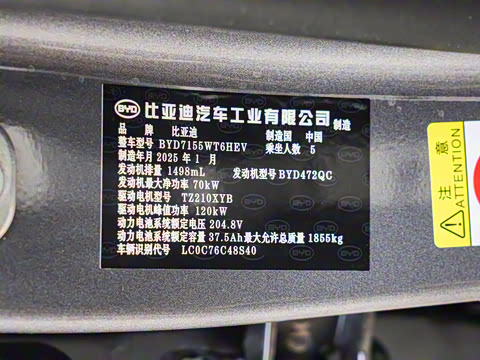 BYD 比亚迪汽车工业有限公司 制造
品 牌 比亚迪 制造国 中国
整车型号 BYD7155WT6HEV 乘坐人数 5
制造年月 2025 年 1 月
发动机排量 1498mL 发动机型号 BYD472QC
发动机最大净功率 70kW
驱动电机型号 TZ210XYB
驱动电机峰值功率 120kW
动力电池系统额定电压 204.8V
动力电池系统额定容量 37.5Ah 最大允许总质量 1855kg
车辆识别代号 LC0C76C48S40
注意
ATTENTION